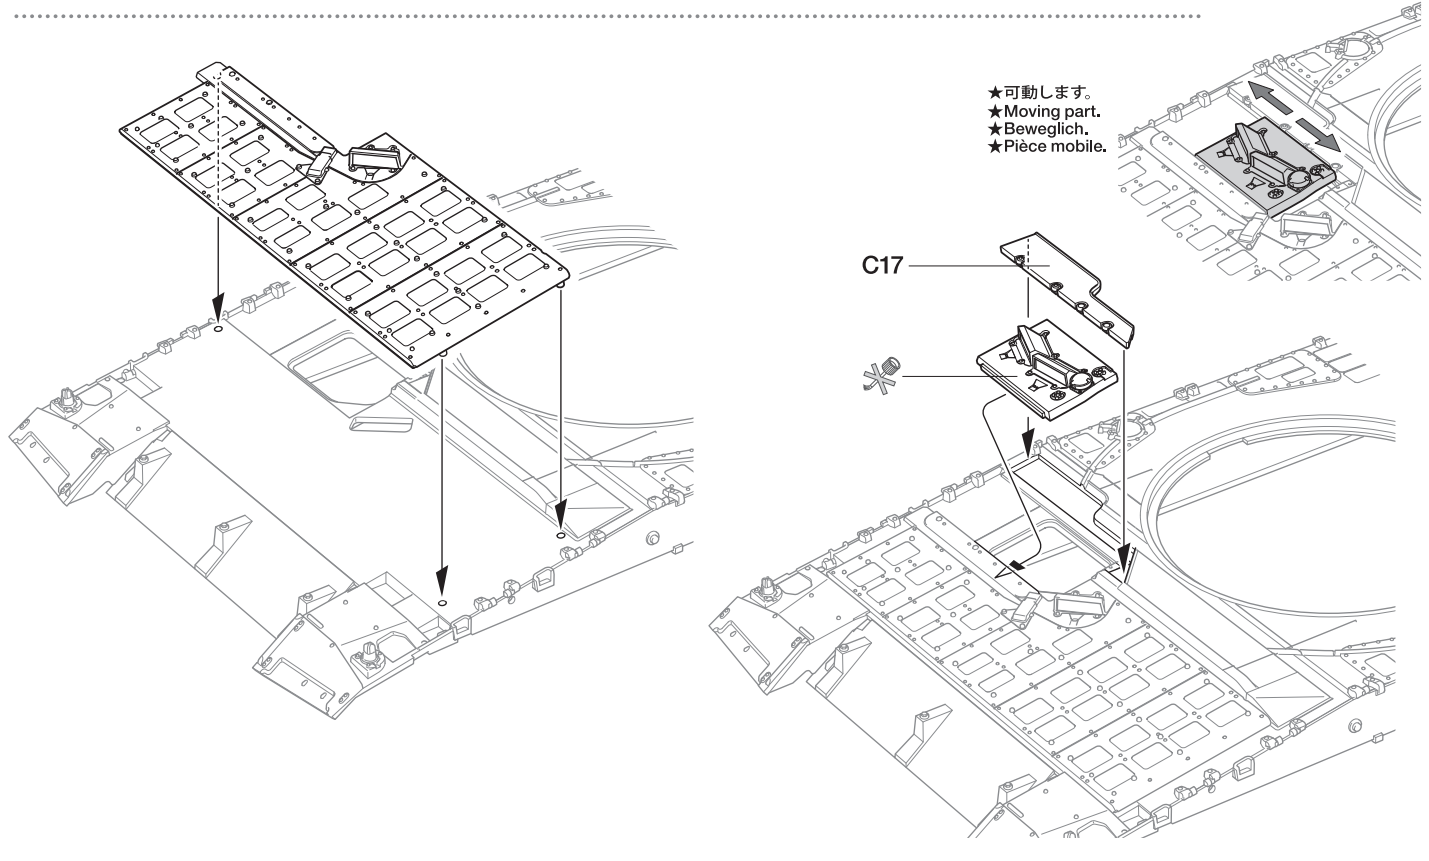 ★可動します。
★Moving part.
★Beweglich.
★Pièce mobile.
C17